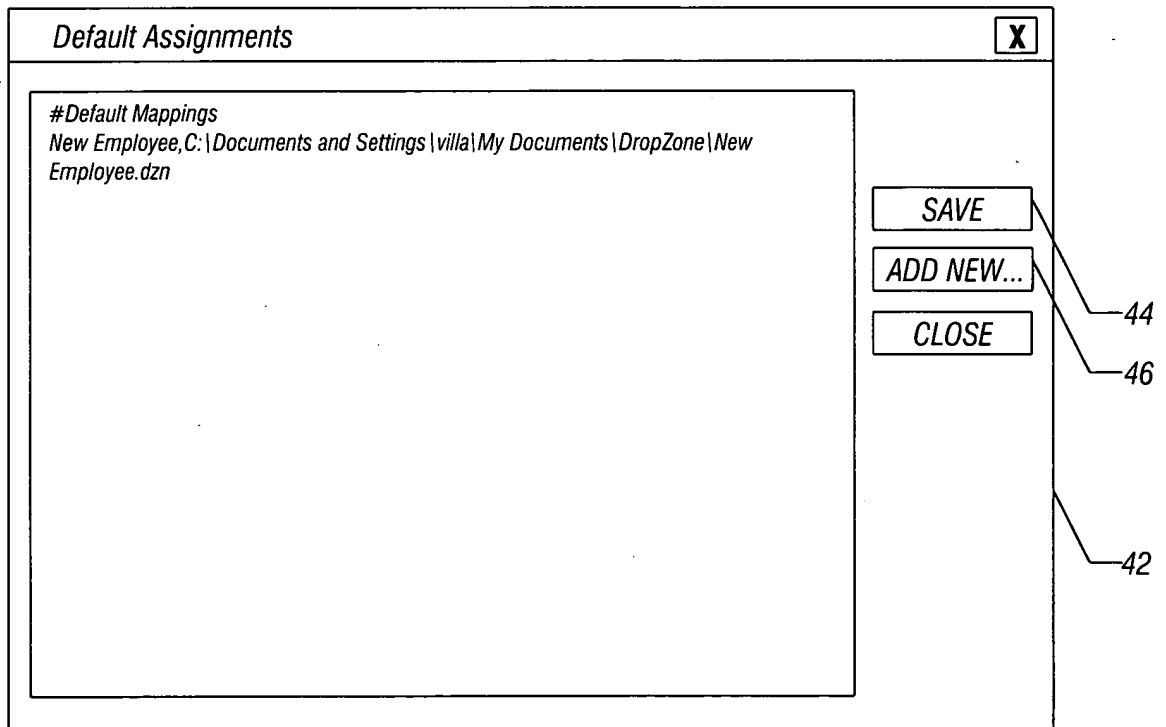 Default Assignments
X
#Default Mappings
New Employee,C:\Documents and Settings\villa\My Documents\DropZone\New
Employee.dzn
SAVE
ADD NEW...
CLOSE
44
46
42